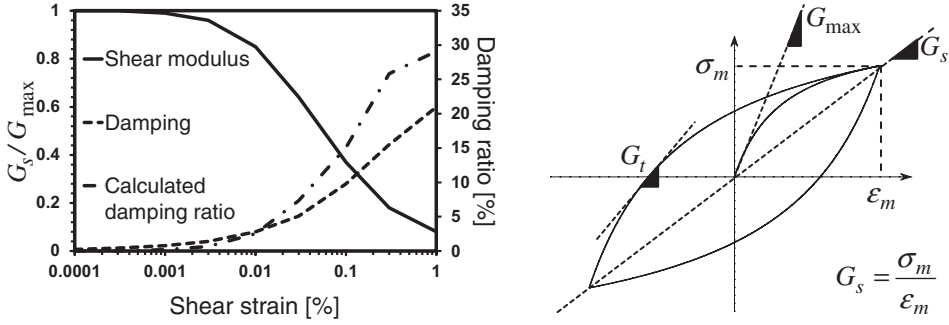 1
0.8
0.6
0.4
0.2
0
G_s / G_max
35
30
25
20
15
10
5
0
Damping ratio [%]
Shear modulus
Damping
Calculated
damping ratio
0.0001
0.001
0.01
0.1
1
Shear strain [%]
G_max
G_s
σ_m
G_t
ε_m
G_s = σ_m / ε_m